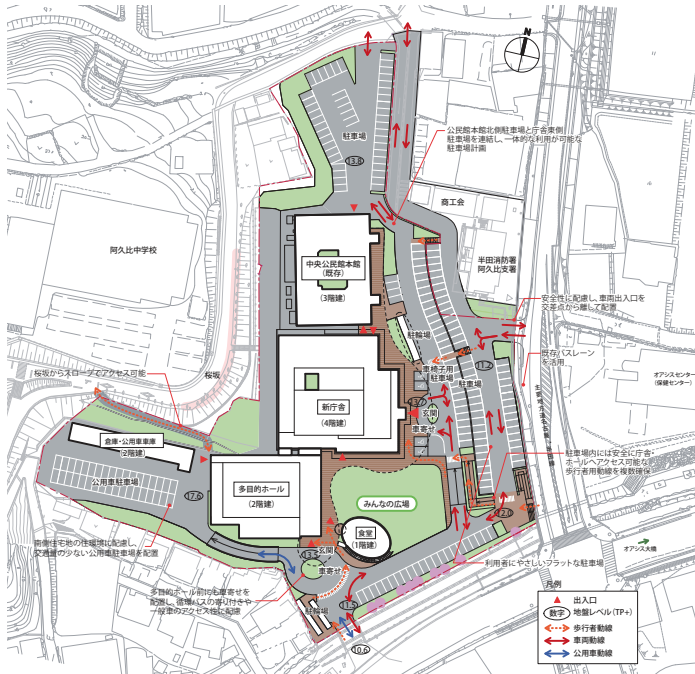 N
公民館本館北側駐車場と庁舎東側
駐車場を連結し、一体的な利用が可能な
駐車場計画
駐車場
13.8
商工会
阿久比中学校
中央公民館本館
(既存)
(3階建)
半田消防署
阿久比支署
安全性に配慮し、車両出入口を
交差点から離して配置
駐輪場
桜坂からスロープでアクセス可能
桜坂
車椅子用
駐車場
駐車場
11.2
既存バスレーン
を活用
オアシスセンター
(保健センター)
新庁舎
(4階建)
13.7
玄関
車寄せ
倉庫・公用車車庫
(2階建)
公用車駐車場
17.6
多目的ホール
(2階建)
みんなの広場
駐車場内には安全に庁舎・
ホールへアクセス可能な
歩行者用動線を複数確保
12.0
食堂
(1階建)
オアシス大橋
南側住宅地の住環境に配慮し、
交通量の少ない公用車駐車場を配置
玄関
13.5
車寄せ
利用者にやさしいフラットな駐車場
多目的ホール前にも車寄せを
配置し、循環バスの寄り付きや
一般車のアクセス性に配慮
駐輪場
11.5
10.6
凡例
出入口
数字 地盤レベル(TP+)
歩行者動線
車両動線
公用車動線